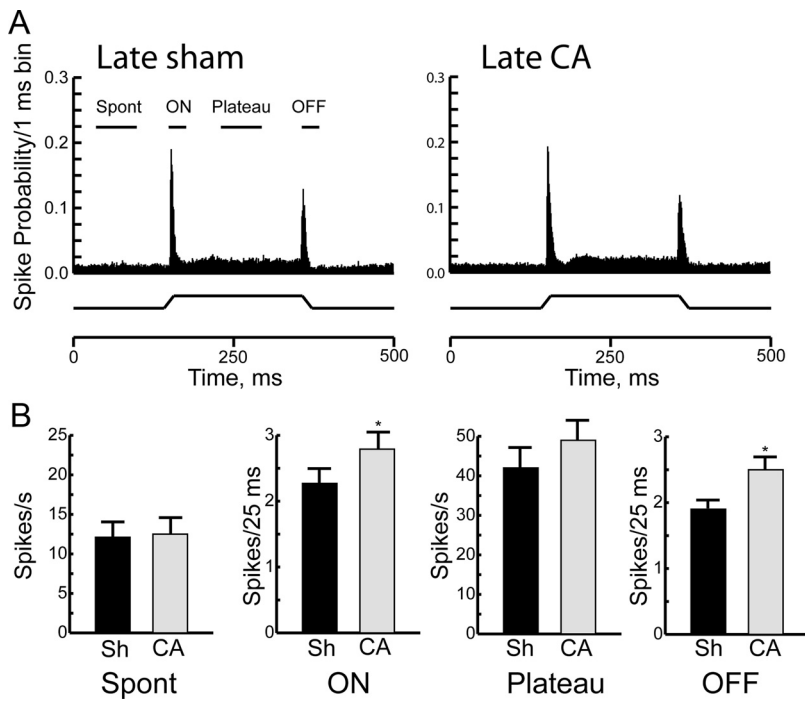 A
Late sham
Late CA
Spike Probability/1 ms bin
0.3
0.2
0.1
0.0
Spont ON Plateau OFF
0.3
0.2
0.1
0.0
0 250 500
Time, ms
0 250 500
Time, ms
B
Spikes/s
25
20
15
10
5
0
Sh CA
Spont
Spikes/25 ms
3
2
1
0
*
Sh CA
ON
Spikes/s
50
40
30
20
10
0
Sh CA
Plateau
Spikes/25 ms
3
2
1
0
*
Sh CA
OFF